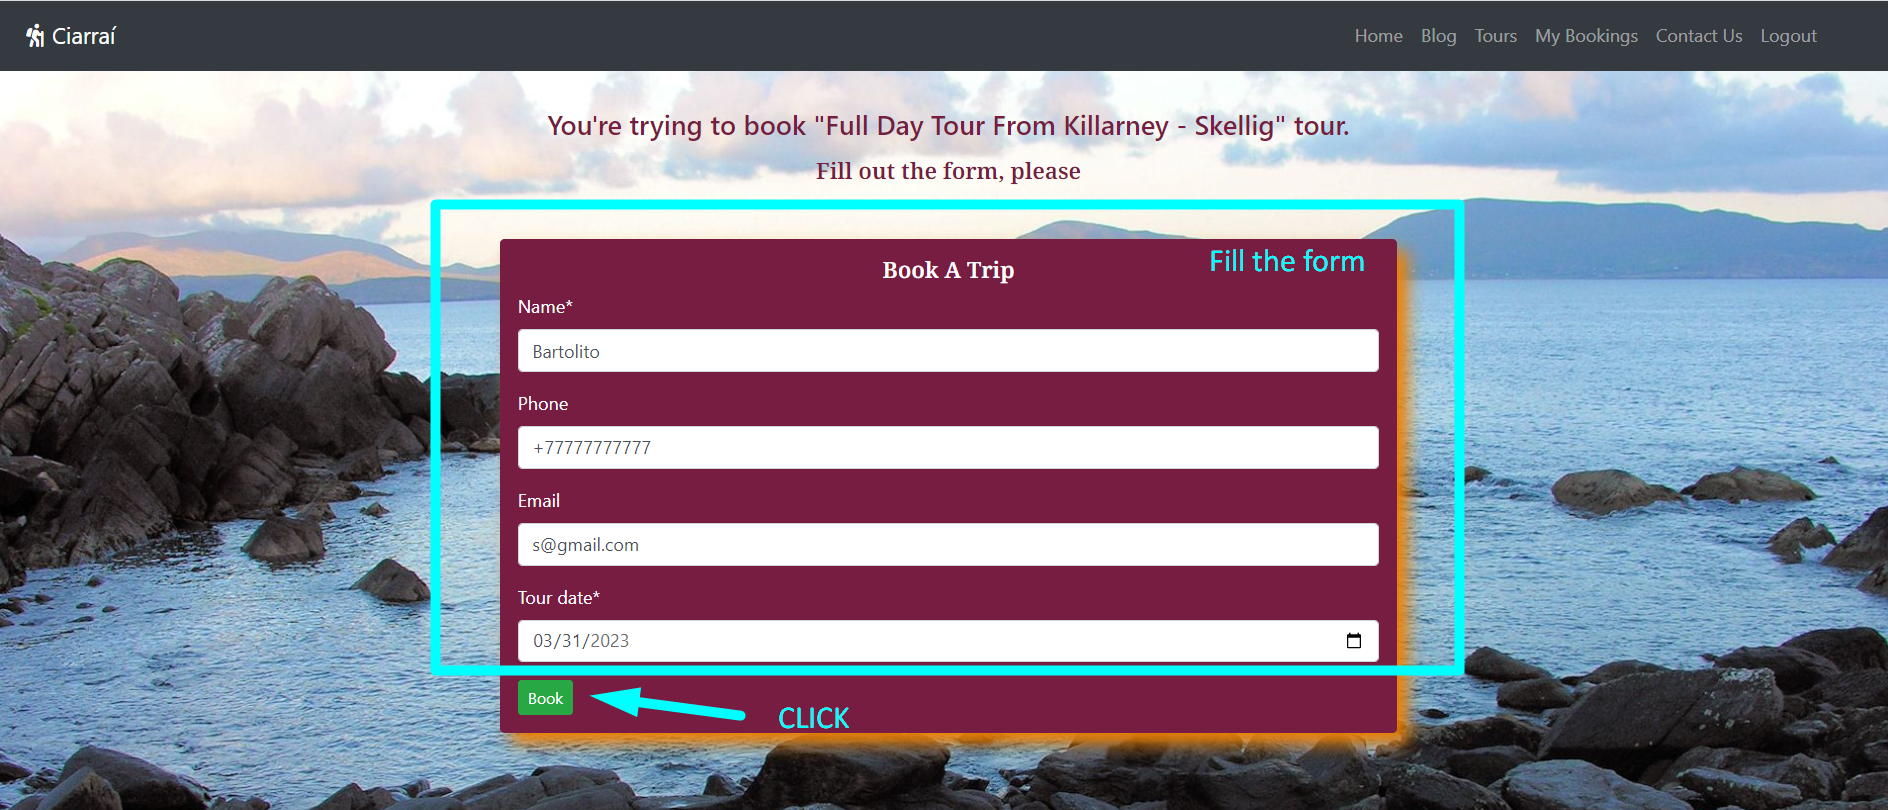 Ciarraí
Home Blog Tours My Bookings Contact Us Logout
You're trying to book "Full Day Tour From Killarney - Skellig" tour.
Fill out the form, please
Fill the form
Book A Trip
Name*
Bartolito
Phone
+77777777777
Email
s@gmail.com
Tour date*
03/31/2023
Book
CLICK